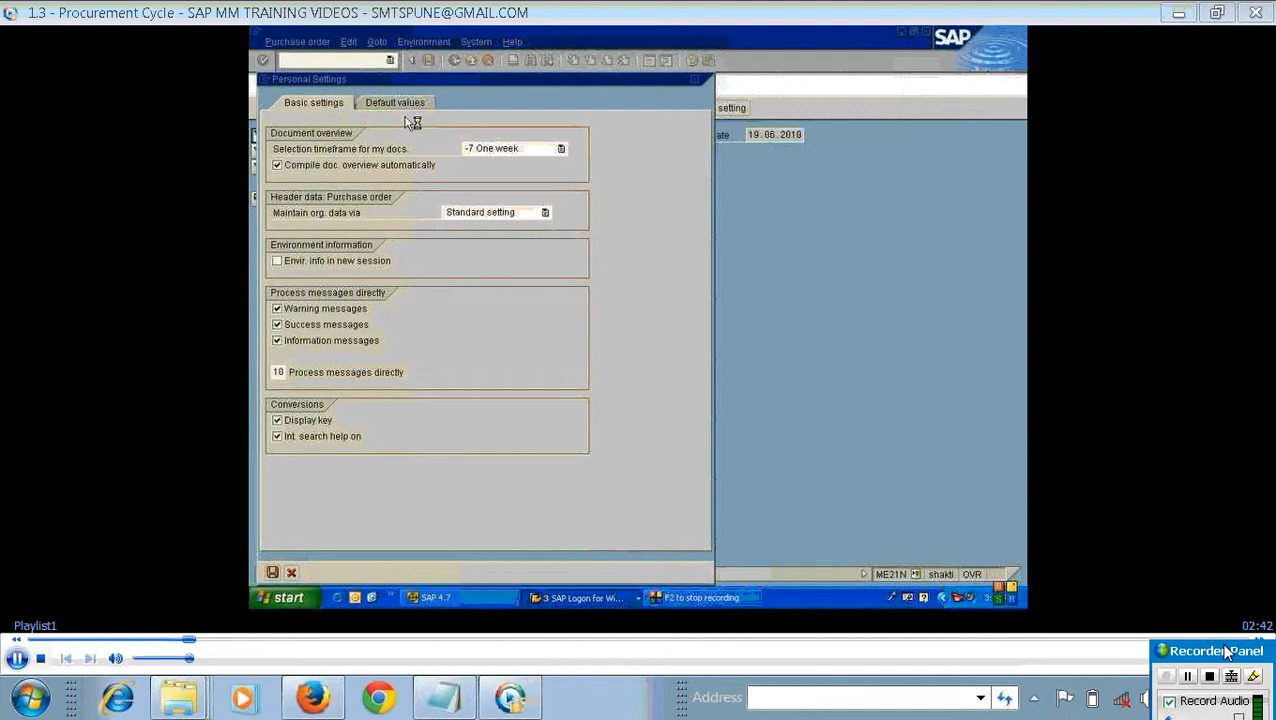 1.3 - Procurement Cycle - SAP MM TRAINING VIDEOS - SMTSPUNE@GMAIL.COM
Purchase order Edit Goto Environment System Help
SAP
Personal Settings
Basic settings Default values
setting
Document overview
ate 19.06.2010
Selection timeframe for my docs. -7 One week
Compile doc. overview automatically
Header data: Purchase order
Maintain org. data via Standard setting
Environment information
Envir. info in new session
Process messages directly
Warning messages
Success messages
Information messages
10 Process messages directly
Conversions
Display key
Int. search help on
ME21N shakti OVR
start SAP 4.7 3 SAP Logon for Wi... F2 to stop recording
Playlist1 02:42
Recorder Panel
Address
Record Audio